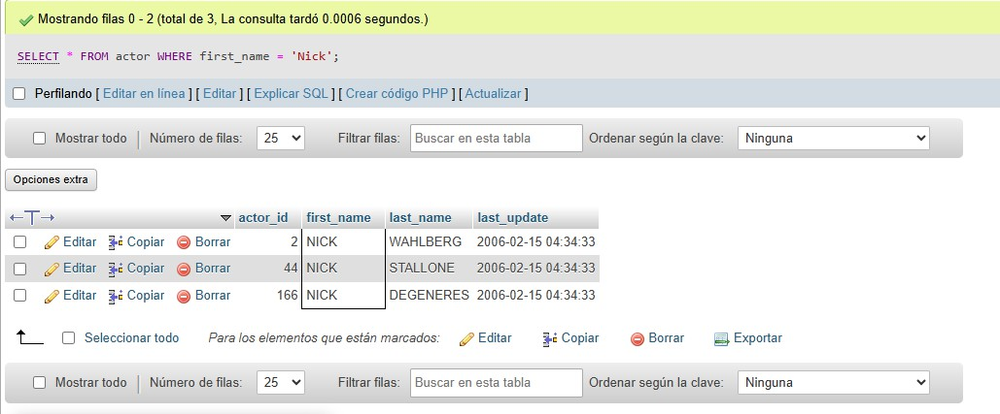 Mostrando filas 0 - 2 (total de 3, La consulta tardó 0.0006 segundos.)
SELECT * FROM actor WHERE first_name = 'Nick';
Perfilando [ Editar en línea ] [ Editar ] [ Explicar SQL ] [ Crear código PHP ] [ Actualizar ]
Mostrar todo Número de filas: 25 Filtrar filas: Buscar en esta tabla Ordenar según la clave: Ninguna
Opciones extra
←T→ actor_id first_name last_name last_update
Editar Copiar Borrar 2 NICK WAHLBERG 2006-02-15 04:34:33
Editar Copiar Borrar 44 NICK STALLONE 2006-02-15 04:34:33
Editar Copiar Borrar 166 NICK DEGENERES 2006-02-15 04:34:33
Seleccionar todo Para los elementos que están marcados: Editar Copiar Borrar Exportar
Mostrar todo Número de filas: 25 Filtrar filas: Buscar en esta tabla Ordenar según la clave: Ninguna